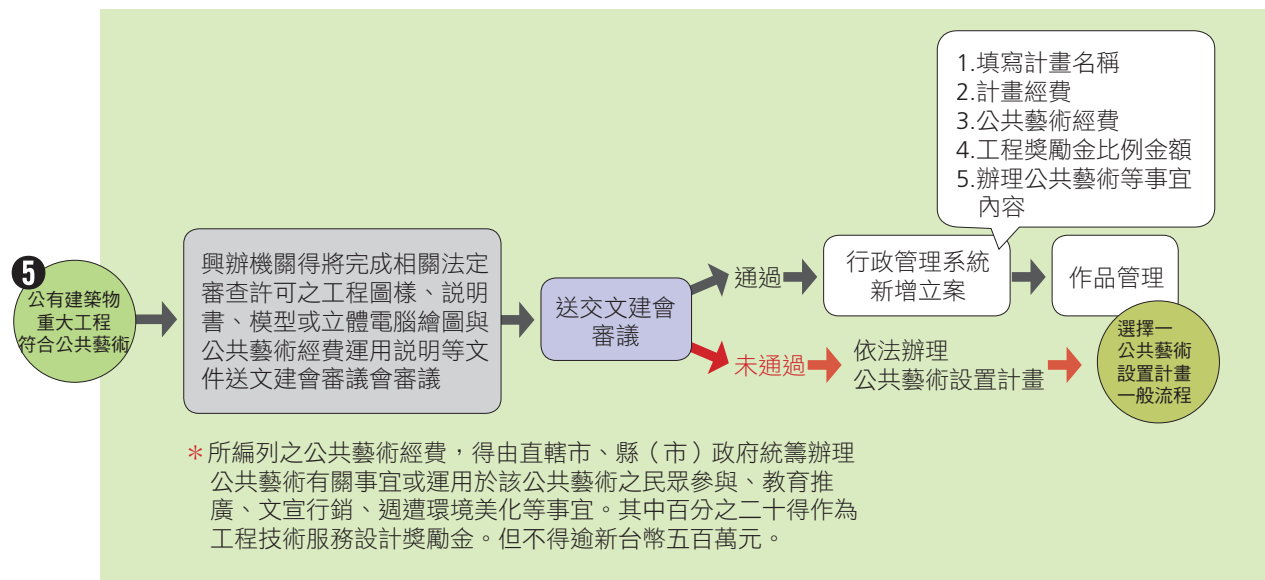 5
公有建築物
重大工程
符合公共藝術
興辦機關得將完成相關法定
審查許可之工程圖樣、說明
書、模型或立體電腦繪圖與
公共藝術經費運用說明等文
件送文建會審議會審議
送交文建會
審議
通過
行政管理系統
新增立案
1.填寫計畫名稱
2.計畫經費
3.公共藝術經費
4.工程獎勵金比例金額
5.辦理公共藝術等事宜
內容
作品管理
未通過
依法辦理
公共藝術設置計畫
選擇一
公共藝術
設置計畫
一般流程
＊所編列之公共藝術經費，得由直轄市、縣（市）政府統籌辦理
公共藝術有關事宜或運用於該公共藝術之民眾參與、教育推
廣、文宣行銷、週遭環境美化等事宜。其中百分之二十得作為
工程技術服務設計獎勵金。但不得逾新台幣五百萬元。